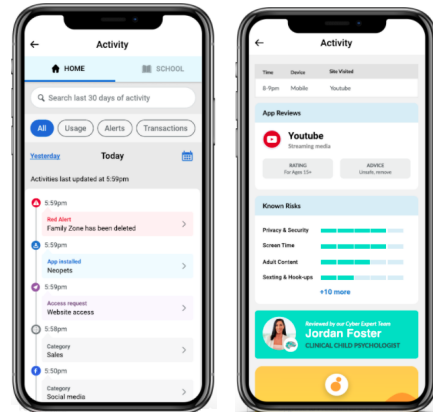 Activity
HOME
SCHOOL
Search last 30 days of activity
All
Usage
Alerts
Transactions
Yesterday
Today
Activities last updated at 5:59pm
5:59pm
Red Alert
Family Zone has been deleted
5:59pm
App installed
Neopets
5:59pm
Access request
Website access
5:58pm
Category
Sales
5:50pm
Category
Social media
Activity
Time Device Site Visited
8-9pm Mobile Youtube
App Reviews
Youtube
Streaming media
RATING
For Ages 15+
ADVICE
Unsafe, remove
Known Risks
Privacy & Security
Screen Time
Adult Content
Sexting & Hook-ups
+10 more
Reviewed by our Cyber Expert Team
Jordan Foster
CLINICAL CHILD PSYCHOLOGIST